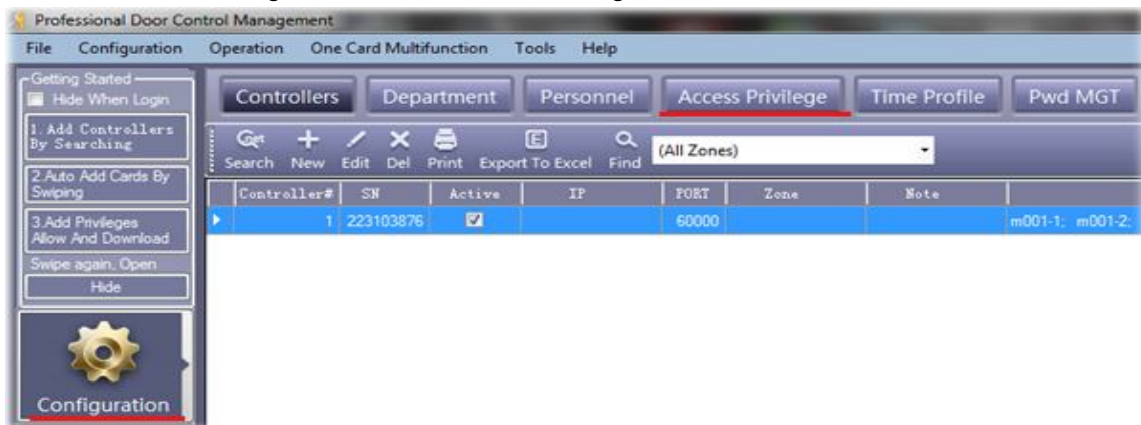 Professional Door Control Management
File Configuration Operation One Card Multifunction Tools Help
Getting Started
Hide When Login
1. Add Controllers
By Searching
2.Auto Add Cards By
Swiping
3.Add Privileges
Allow And Download
Swipe again, Open
Hide
Configuration
Controllers Department Personnel Access Privilege Time Profile Pwd MGT
Get
Search New Edit Del Print Export To Excel Find (All Zones)
Controller# SN Active IP PORT Zone Note
1 223103876 60000 m001-1; m001-2;